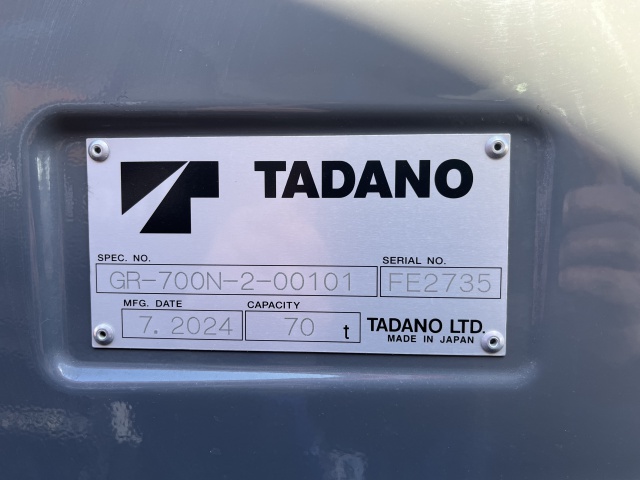 TADANO
SPEC. NO. SERIAL NO.
GR-700N-2-00101 FE2735
MFG. DATE CAPACITY
7. 2024 70 t TADANO LTD.
MADE IN JAPAN